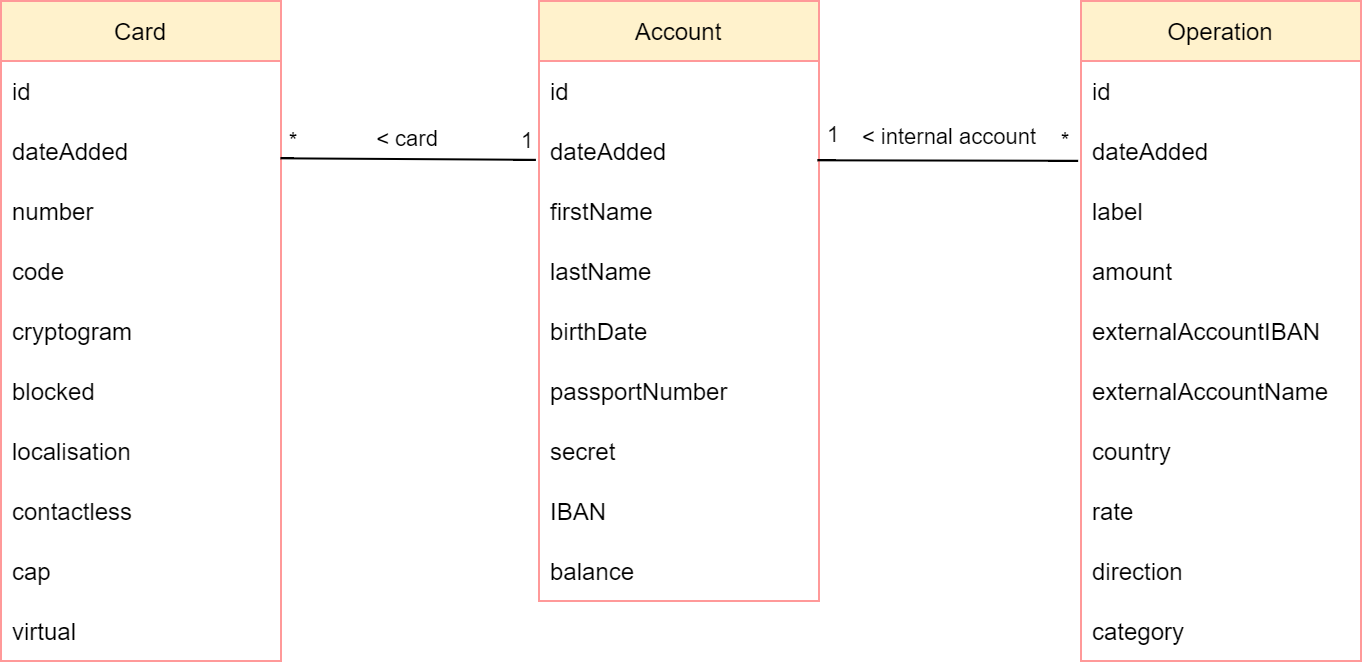 Card
id
dateAdded
number
code
cryptogram
blocked
localisation
contactless
cap
virtual
* < card 1
Account
id
dateAdded
firstName
lastName
birthDate
passportNumber
secret
IBAN
balance
1 < internal account *
Operation
id
dateAdded
label
amount
externalAccountIBAN
externalAccountName
country
rate
direction
category